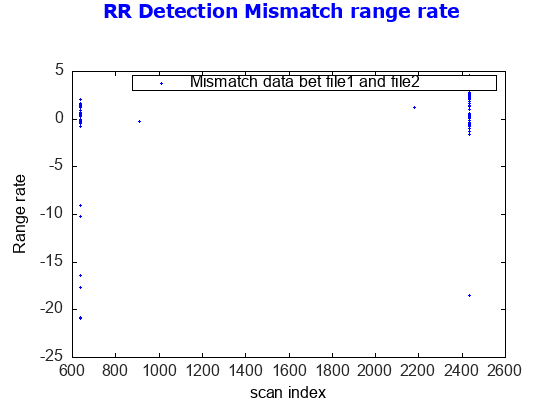 RR Detection Mismatch range rate
Mismatch data bet file1 and file2
5
0
-5
-10
-15
-20
-25
Range rate
600 800 1000 1200 1400 1600 1800 2000 2200 2400 2600
scan index